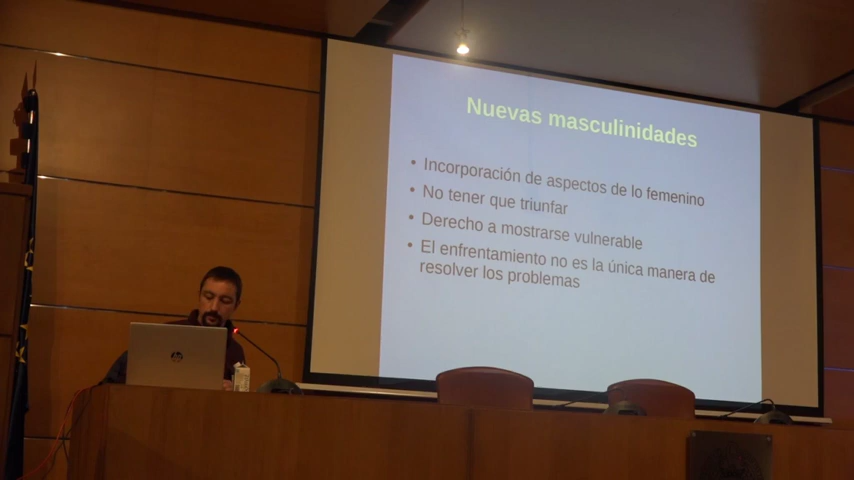 Nuevas masculinidades
• Incorporación de aspectos de lo femenino
• No tener que triunfar
• Derecho a mostrarse vulnerable
• El enfrentamiento no es la única manera de
resolver los problemas